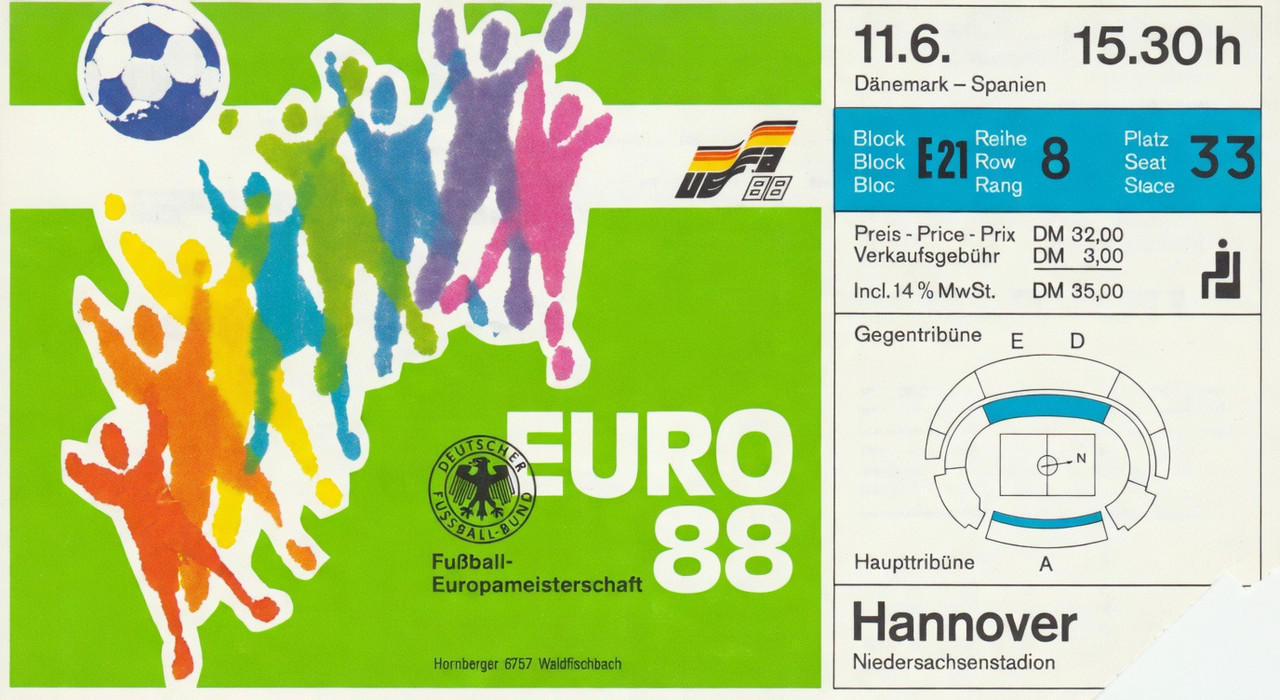 UEFA
88
DEUTSCHER
FUSSBALL-BUND
EURO
88
Fußball-
Europameisterschaft
Hornberger 6757 Waldfischbach
11.6. 15.30 h
Dänemark – Spanien
Block Reihe Platz
Block E21 Row 8 Seat 33
Bloc Rang Stace
Preis - Price - Prix DM 32,00
Verkaufsgebühr DM 3,00
Incl. 14 % MwSt. DM 35,00
Gegentribüne E D
N
Haupttribüne A
Hannover
Niedersachsenstadion